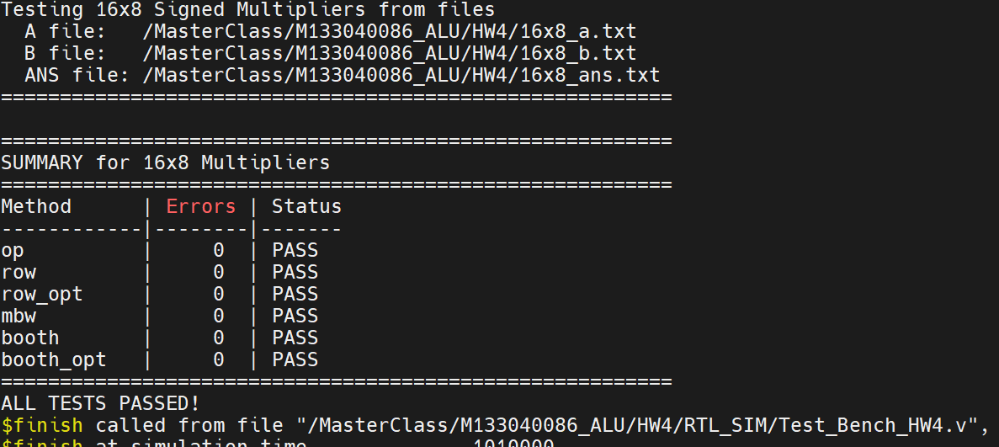 Testing 16x8 Signed Multipliers from files
  A file:   /MasterClass/M133040086_ALU/HW4/16x8_a.txt
  B file:   /MasterClass/M133040086_ALU/HW4/16x8_b.txt
  ANS file: /MasterClass/M133040086_ALU/HW4/16x8_ans.txt
==========================================================
==========================================================
SUMMARY for 16x8 Multipliers
==========================================================
Method      | Errors | Status
------------|--------|-------
op          |     0  | PASS
row         |     0  | PASS
row_opt     |     0  | PASS
mbw         |     0  | PASS
booth       |     0  | PASS
booth_opt   |     0  | PASS
==========================================================
ALL TESTS PASSED!
$finish called from file "/MasterClass/M133040086_ALU/HW4/RTL_SIM/Test_Bench_HW4.v",
$finish at simulation time              1010000